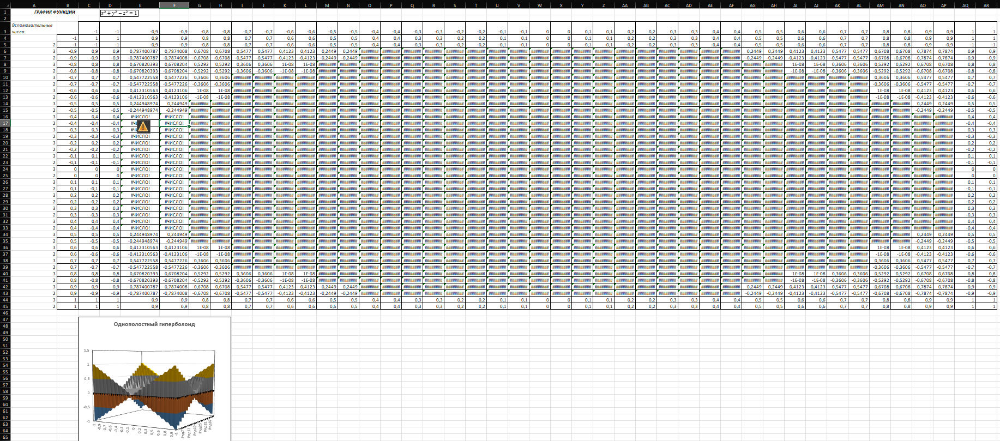 A B C D E F G H I J K L M N O P Q R S T U V W X Y Z AA AB AC AD AE AF AG AH AI AJ AK AL AM AN AO AP AQ AR
1 ГРАФИК ФУНКЦИИ x² + y² − z² = 1
2
Вспомогательные
3 числа -1 -1 -0,9 -0,9 -0,8 -0,8 -0,7 -0,7 -0,6 -0,6 -0,5 -0,5 -0,4 -0,4 -0,3 -0,3 -0,2 -0,2 -0,1 -0,1 0 0 0,1 0,1 0,2 0,2 0,3 0,3 0,4 0,4 0,5 0,5 0,6 0,6 0,7 0,7 0,8 0,8 0,9 0,9 1 1
4 -1 1 1 0,9 0,9 0,8 0,8 0,7 0,7 0,6 0,6 0,5 0,5 0,4 0,4 0,3 0,3 0,2 0,2 0,1 0,1 0 0 0,1 0,1 0,2 0,2 0,3 0,3 0,4 0,4 0,5 0,5 0,6 0,6 0,7 0,7 0,8 0,8 0,9 0,9 1 1
5 2 -1 -1 -1 -0,9 -0,9 -0,8 -0,8 -0,7 -0,7 -0,6 -0,6 -0,5 -0,5 -0,4 -0,4 -0,3 -0,3 -0,2 -0,2 -0,1 -0,1 0 0 -0,1 -0,1 -0,2 -0,2 -0,3 -0,3 -0,4 -0,4 -0,5 -0,5 -0,6 -0,6 -0,7 -0,7 -0,8 -0,8 -0,9 -0,9 -1 -1
6 3 -0,9 0,9 0,9 0,787400787 0,7874008 0,6708 0,6708 0,5477 0,5477 0,4123 0,4123 0,2449 0,2449 0,2449 0,2449 0,4123 0,4123 0,5477 0,5477 0,6708 0,6708 0,7874 0,7874 0,9 0,9
7 2 -0,9 -0,9 -0,9 -0,787400787 -0,7874008 -0,6708 -0,6708 -0,5477 -0,5477 -0,4123 -0,4123 -0,2449 -0,2449 -0,2449 -0,2449 -0,4123 -0,4123 -0,5477 -0,5477 -0,6708 -0,6708 -0,7874 -0,7874 -0,9 -0,9
8 3 -0,8 0,8 0,8 0,670820393 0,6708204 0,5292 0,5292 0,3606 0,3606 1E-08 1E-08 1E-08 1E-08 0,3606 0,3606 0,5292 0,5292 0,6708 0,6708 0,8 0,8
9 2 -0,8 -0,8 -0,8 -0,670820393 -0,6708204 -0,5292 -0,5292 -0,3606 -0,3606 -1E-08 -1E-08 -1E-08 -1E-08 -0,3606 -0,3606 -0,5292 -0,5292 -0,6708 -0,6708 -0,8 -0,8
10 3 -0,7 0,7 0,7 0,547722558 0,5477226 0,3606 0,3606 0,3606 0,3606 0,5477 0,5477 0,7 0,7
11 2 -0,7 -0,7 -0,7 -0,547722558 -0,5477226 -0,3606 -0,3606 -0,3606 -0,3606 -0,5477 -0,5477 -0,7 -0,7
12 3 -0,6 0,6 0,6 0,412310563 0,4123106 1E-08 1E-08 1E-08 1E-08 0,4123 0,4123 0,6 0,6
13 2 -0,6 -0,6 -0,6 -0,412310563 -0,4123106 -1E-08 -1E-08 -1E-08 -1E-08 -0,4123 -0,4123 -0,6 -0,6
14 3 -0,5 0,5 0,5 0,244948974 0,244949 0,2449 0,2449 0,5 0,5
15 2 -0,5 -0,5 -0,5 -0,244948974 -0,244949 -0,2449 -0,2449 -0,5 -0,5
16 3 -0,4 0,4 0,4 #ЧИСЛО! #ЧИСЛО! 0,4 0,4
17 2 -0,4 -0,4 -0,4 #ЧИСЛО! -0,4 -0,4
18 3 -0,3 0,3 0,3 #ЧИСЛО! 0,3 0,3
19 2 -0,3 -0,3 -0,3 #ЧИСЛО! #ЧИСЛО! -0,3 -0,3
20 3 -0,2 0,2 0,2 #ЧИСЛО! #ЧИСЛО! 0,2 0,2
21 2 -0,2 -0,2 -0,2 #ЧИСЛО! #ЧИСЛО! -0,2 -0,2
22 3 -0,1 0,1 0,1 #ЧИСЛО! #ЧИСЛО! 0,1 0,1
23 2 -0,1 -0,1 -0,1 #ЧИСЛО! #ЧИСЛО! -0,1 -0,1
24 3 0 0 0 #ЧИСЛО! #ЧИСЛО! 0 0
25 2 0 0 0 #ЧИСЛО! #ЧИСЛО! 0 0
26 3 0,1 0,1 0,1 #ЧИСЛО! #ЧИСЛО! 0,1 0,1
27 2 0,1 -0,1 -0,1 #ЧИСЛО! #ЧИСЛО! -0,1 -0,1
28 3 0,2 0,2 0,2 #ЧИСЛО! #ЧИСЛО! 0,2 0,2
29 2 0,2 -0,2 -0,2 #ЧИСЛО! #ЧИСЛО! -0,2 -0,2
30 3 0,3 0,3 0,3 #ЧИСЛО! #ЧИСЛО! 0,3 0,3
31 2 0,3 -0,3 -0,3 #ЧИСЛО! #ЧИСЛО! -0,3 -0,3
32 3 0,4 0,4 0,4 #ЧИСЛО! #ЧИСЛО! 0,4 0,4
33 2 0,4 -0,4 -0,4 #ЧИСЛО! #ЧИСЛО! -0,4 -0,4
34 3 0,5 0,5 0,5 0,244948974 0,244949 0,2449 0,2449 0,5 0,5
35 2 0,5 -0,5 -0,5 -0,244948974 -0,244949 -0,2449 -0,2449 -0,5 -0,5
36 3 0,6 0,6 0,6 0,412310563 0,4123106 1E-08 1E-08 1E-08 1E-08 0,4123 0,4123 0,6 0,6
37 2 0,6 -0,6 -0,6 -0,412310563 -0,4123106 -1E-08 -1E-08 -1E-08 -1E-08 -0,4123 -0,4123 -0,6 -0,6
38 3 0,7 0,7 0,7 0,547722558 0,5477226 0,3606 0,3606 0,3606 0,3606 0,5477 0,5477 0,7 0,7
39 2 0,7 -0,7 -0,7 -0,547722558 -0,5477226 -0,3606 -0,3606 -0,3606 -0,3606 -0,5477 -0,5477 -0,7 -0,7
40 3 0,8 0,8 0,8 0,670820393 0,6708204 0,5292 0,5292 0,3606 0,3606 1E-08 1E-08 1E-08 1E-08 0,3606 0,3606 0,5292 0,5292 0,6708 0,6708 0,8 0,8
41 2 0,8 -0,8 -0,8 -0,670820393 -0,6708204 -0,5292 -0,5292 -0,3606 -0,3606 -1E-08 -1E-08 -1E-08 -1E-08 -0,3606 -0,3606 -0,5292 -0,5292 -0,6708 -0,6708 -0,8 -0,8
42 3 0,9 0,9 0,9 0,787400787 0,7874008 0,6708 0,6708 0,5477 0,5477 0,4123 0,4123 0,2449 0,2449 0,2449 0,2449 0,4123 0,4123 0,5477 0,5477 0,6708 0,6708 0,7874 0,7874 0,9 0,9
43 2 0,9 -0,9 -0,9 -0,787400787 -0,7874008 -0,6708 -0,6708 -0,5477 -0,5477 -0,4123 -0,4123 -0,2449 -0,2449 -0,2449 -0,2449 -0,4123 -0,4123 -0,5477 -0,5477 -0,6708 -0,6708 -0,7874 -0,7874 -0,9 -0,9
44 3 1 1 1 0,9 0,9 0,8 0,8 0,7 0,7 0,6 0,6 0,5 0,5 0,4 0,4 0,3 0,3 0,2 0,2 0,1 0,1 0 0 0,1 0,1 0,2 0,2 0,3 0,3 0,4 0,4 0,5 0,5 0,6 0,6 0,7 0,7 0,8 0,8 0,9 0,9 1 1
45 2 1 1 1 0,9 0,9 0,8 0,8 0,7 0,7 0,6 0,6 0,5 0,5 0,4 0,4 0,3 0,3 0,2 0,2 0,1 0,1 0 0 0,1 0,1 0,2 0,2 0,3 0,3 0,4 0,4 0,5 0,5 0,6 0,6 0,7 0,7 0,8 0,8 0,9 0,9 1 1
46
47
48 Однополостный гиперболоид
49
50
51
52 1,5
53
54 1
55
56 0,5
57
58 0
59
60 -0,5
61
62 -1
63 -1 -0,9 -0,7 -0,6 -0,4 -0,3 -0,1 0 0,2 0,3 0,5 0,6 0,8 0,9 Ряд7 Ряд13 Ряд19 Ряд25 Ряд31 Ряд37
64
65